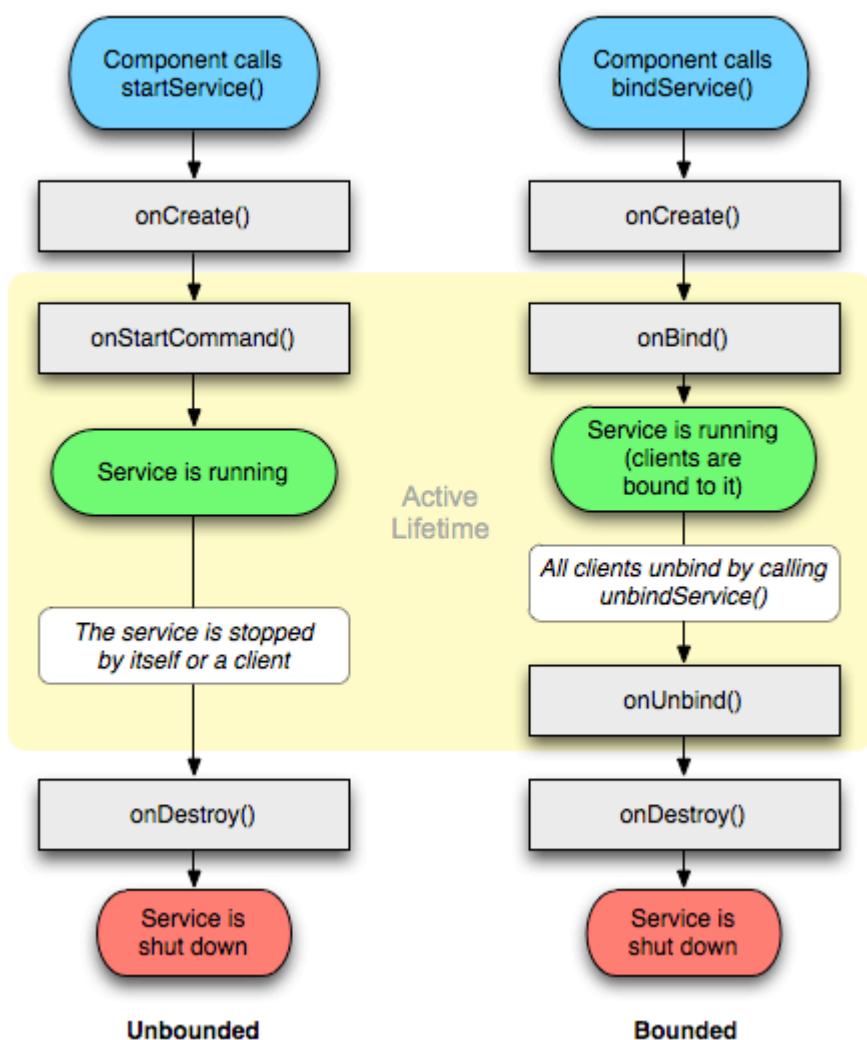 Component calls
startService()
onCreate()
onStartCommand()
Service is running
The service is stopped
by itself or a client
onDestroy()
Service is
shut down
Unbounded
Active
Lifetime
Component calls
bindService()
onCreate()
onBind()
Service is running
(clients are
bound to it)
All clients unbind by calling
unbindService()
onUnbind()
onDestroy()
Service is
shut down
Bounded